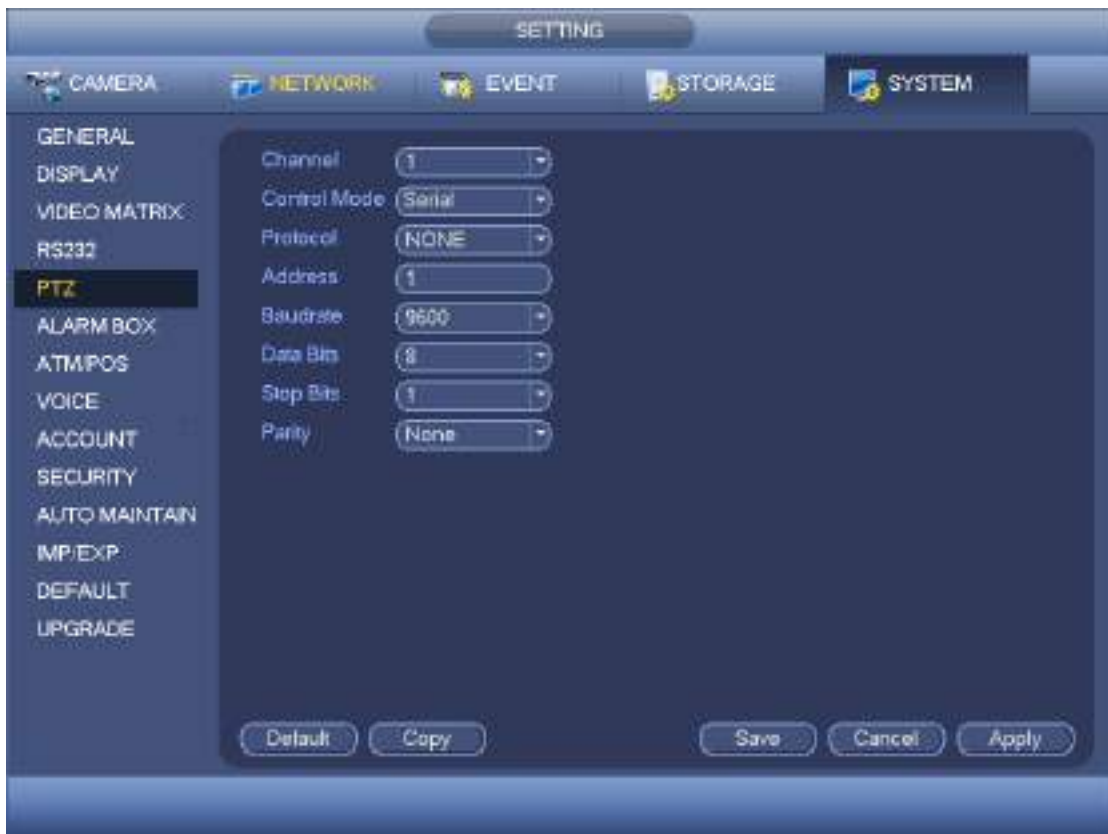 SETTING
CAMERA NETWORK EVENT STORAGE SYSTEM
GENERAL
DISPLAY
VIDEO MATRIX
RS232
PTZ
ALARM BOX
ATM/POS
VOICE
ACCOUNT
SECURITY
AUTO MAINTAIN
IMP/EXP
DEFAULT
UPGRADE
Channel 1
Control Mode Serial
Protocol NONE
Address 1
Baudrate 9600
Data Bits 8
Stop Bits 1
Parity None
Default Copy Save Cancel Apply